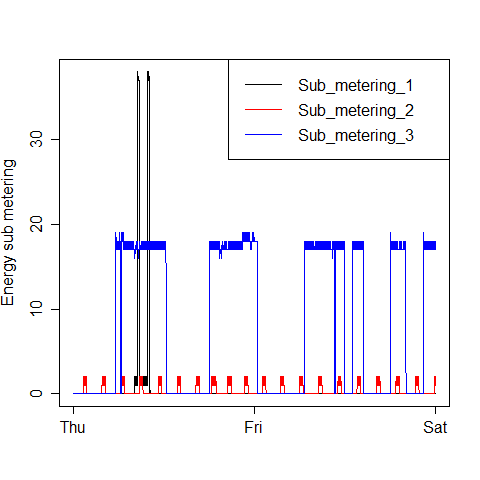 Sub_metering_1
Sub_metering_2
Sub_metering_3
Energy sub metering
30
20
10
0
Thu Fri Sat